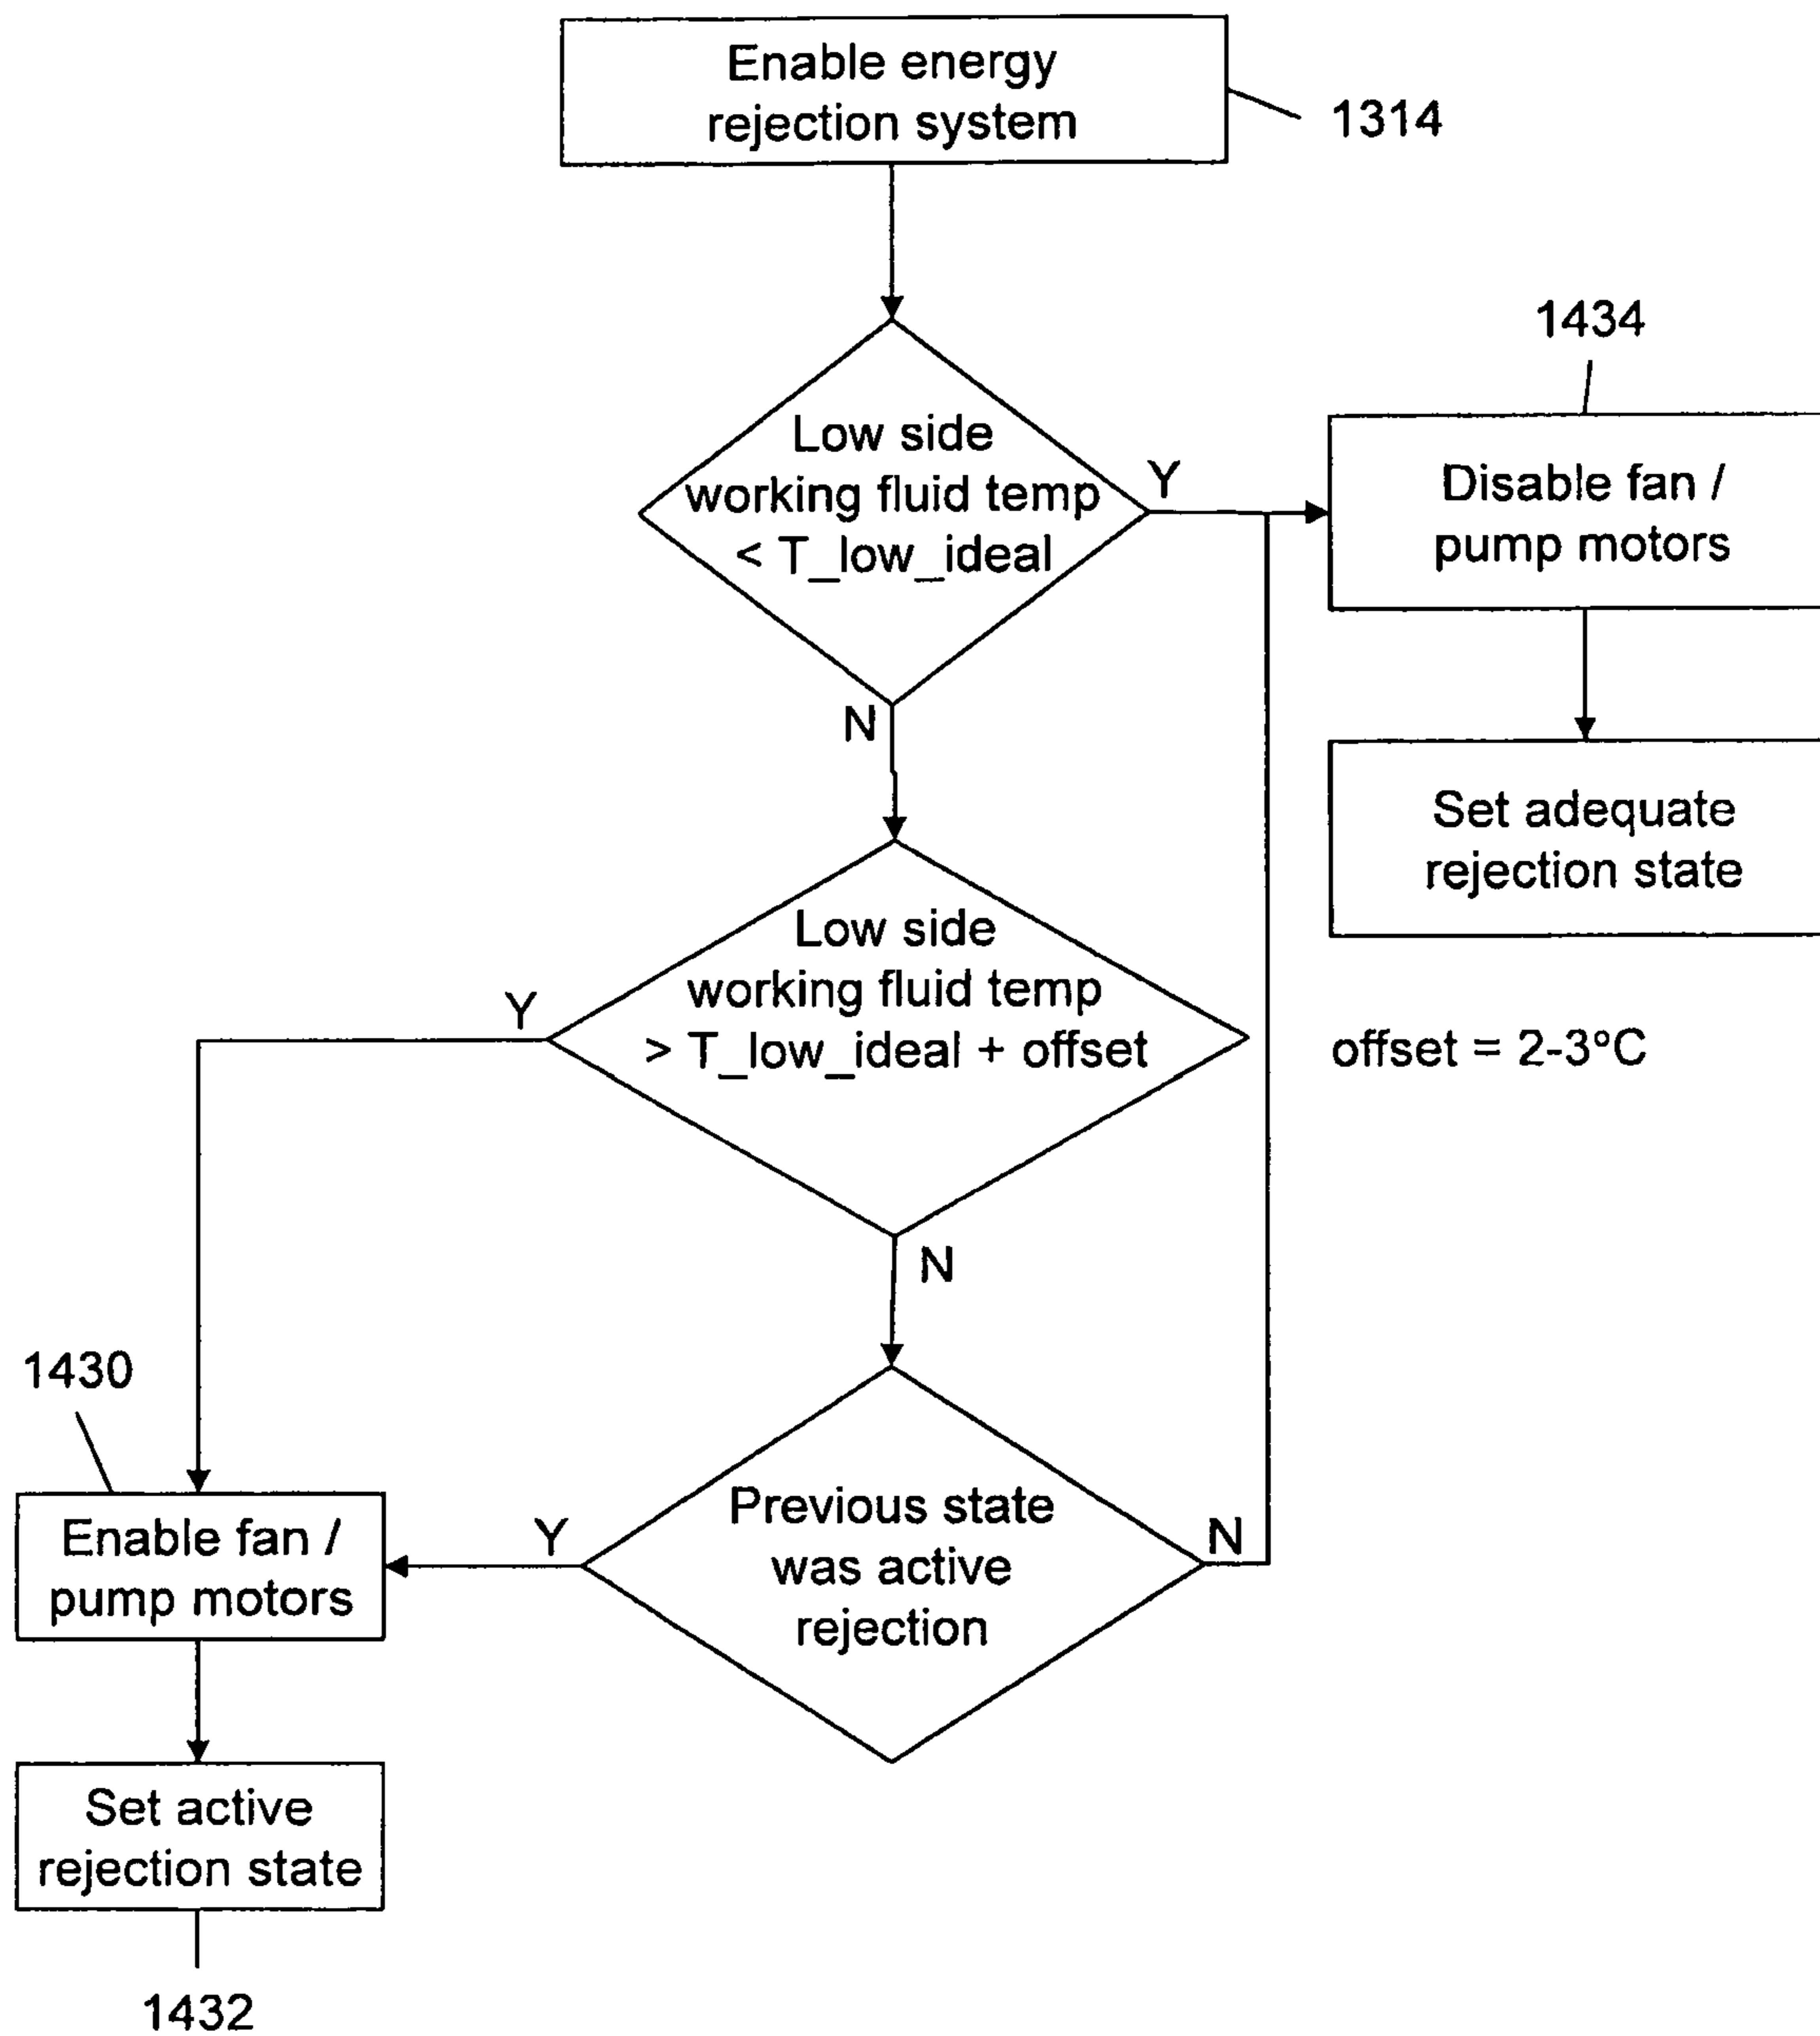 Enable energy
rejection system
1314
1434
Low side
working fluid temp
< T_low_ideal
Y
N
Disable fan /
pump motors
Set adequate
rejection state
Low side
working fluid temp
> T_low_ideal + offset
Y
N
offset = 2-3°C
1430
Enable fan /
pump motors
Y
Previous state
was active
rejection
N
Set active
rejection state
1432